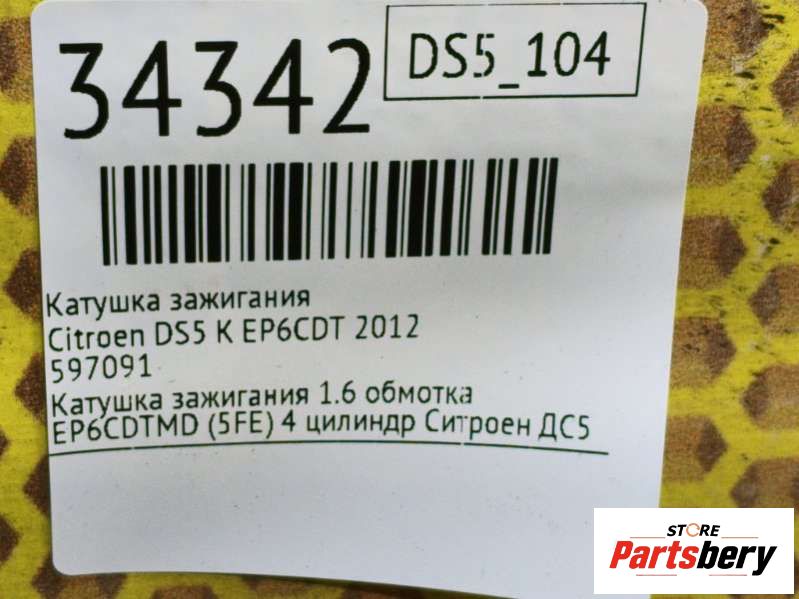 34342
DS5_104
Катушка зажигания
Citroen DS5 K EP6CDT 2012
597091
Катушка зажигания 1.6 обмотка
EP6CDTMD (5FE) 4 цилиндр Ситроен ДС5
STORE
Partsbery